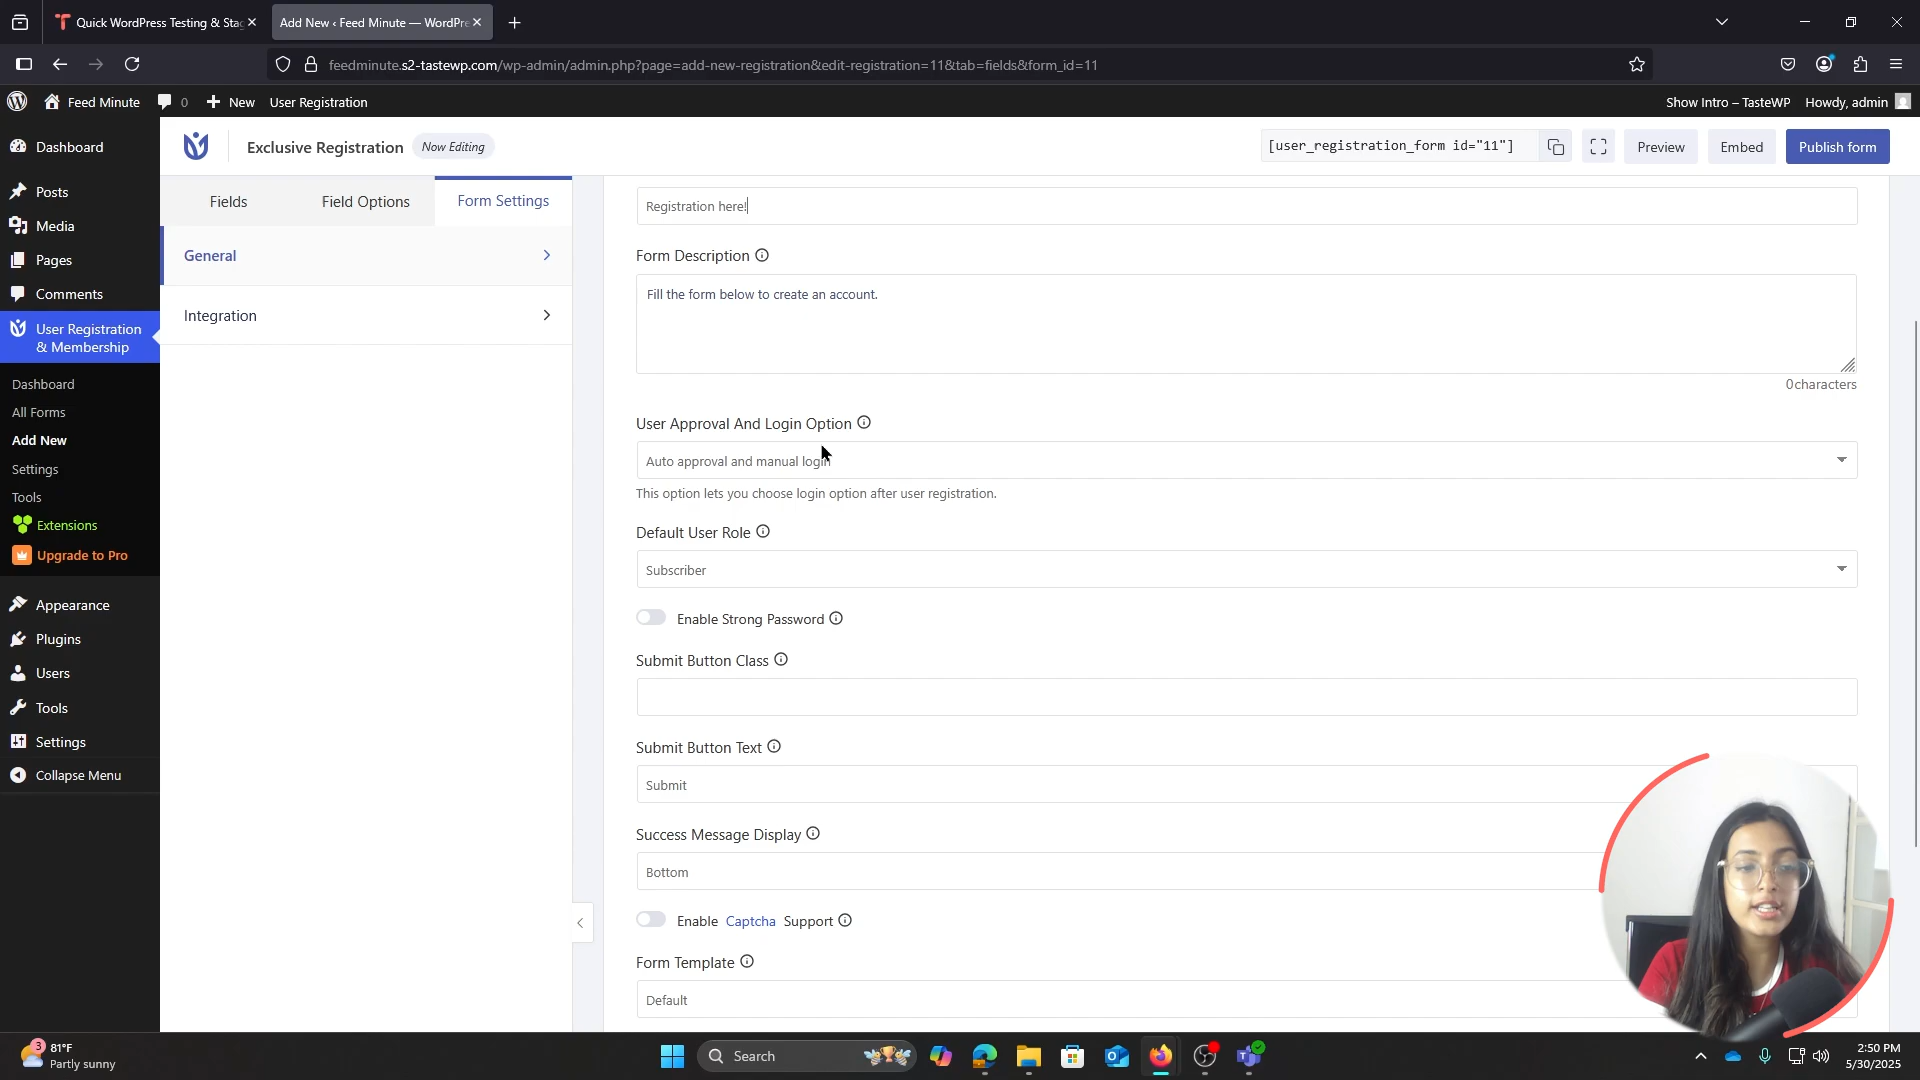 Quick WordPress Testing & Stag
Add New ‹ Feed Minute — WordPre
feedminute.s2-tastewp.com/wp-admin/admin.php?page=add-new-registration&edit-registration=11&tab=fields&form_id=11
Feed Minute
0
New
User Registration
Show Intro – TasteWP
Howdy, admin
Dashboard
Posts
Media
Pages
Comments
User Registration
& Membership
Dashboard
All Forms
Add New
Settings
Tools
Extensions
Upgrade to Pro
Appearance
Plugins
Users
Tools
Settings
Collapse Menu
Exclusive Registration
Now Editing
[user_registration_form id="11"]
Preview
Embed
Publish form
Fields
Field Options
Form Settings
General
Integration
Registration here!
Form Description
Fill the form below to create an account.
0characters
User Approval And Login Option
Auto approval and manual login
This option lets you choose login option after user registration.
Default User Role
Subscriber
Enable Strong Password
Submit Button Class
Submit Button Text
Submit
Success Message Display
Bottom
Enable Captcha Support
Form Template
Default
3
81°F
Partly sunny
Search
2:50 PM
5/30/2025